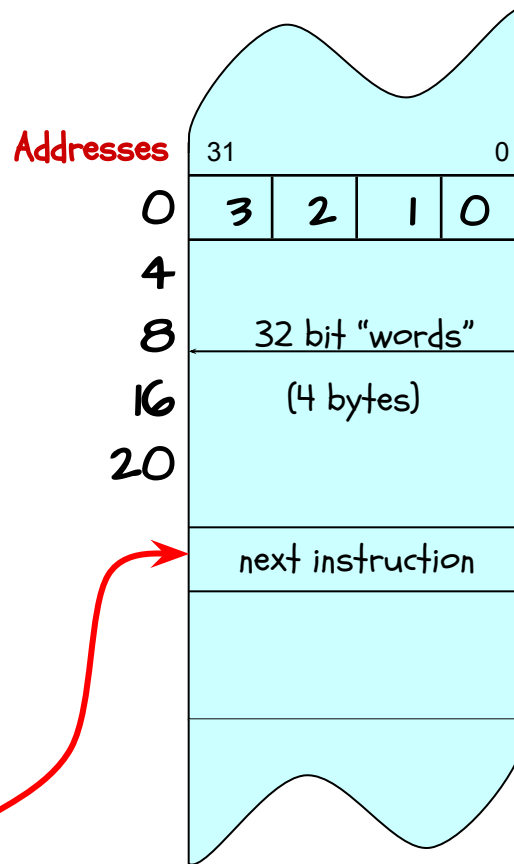 Addresses 31 0
0 3 2 1 0
4
8 32 bit “words”
16 (4 bytes)
20
next instruction